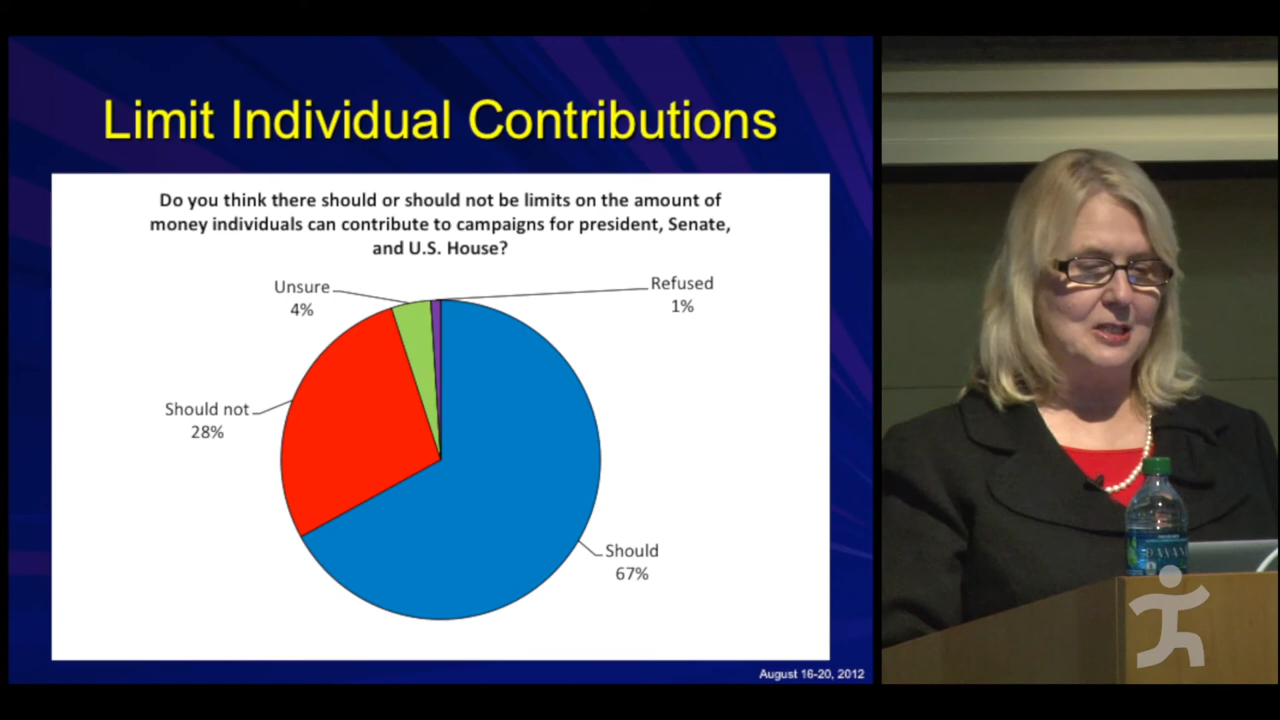 Limit Individual Contributions
Do you think there should or should not be limits on the amount of
money individuals can contribute to campaigns for president, Senate,
and U.S. House?
Unsure
4%
Refused
1%
Should not
28%
Should
67%
August 16-20, 2012
DASANI